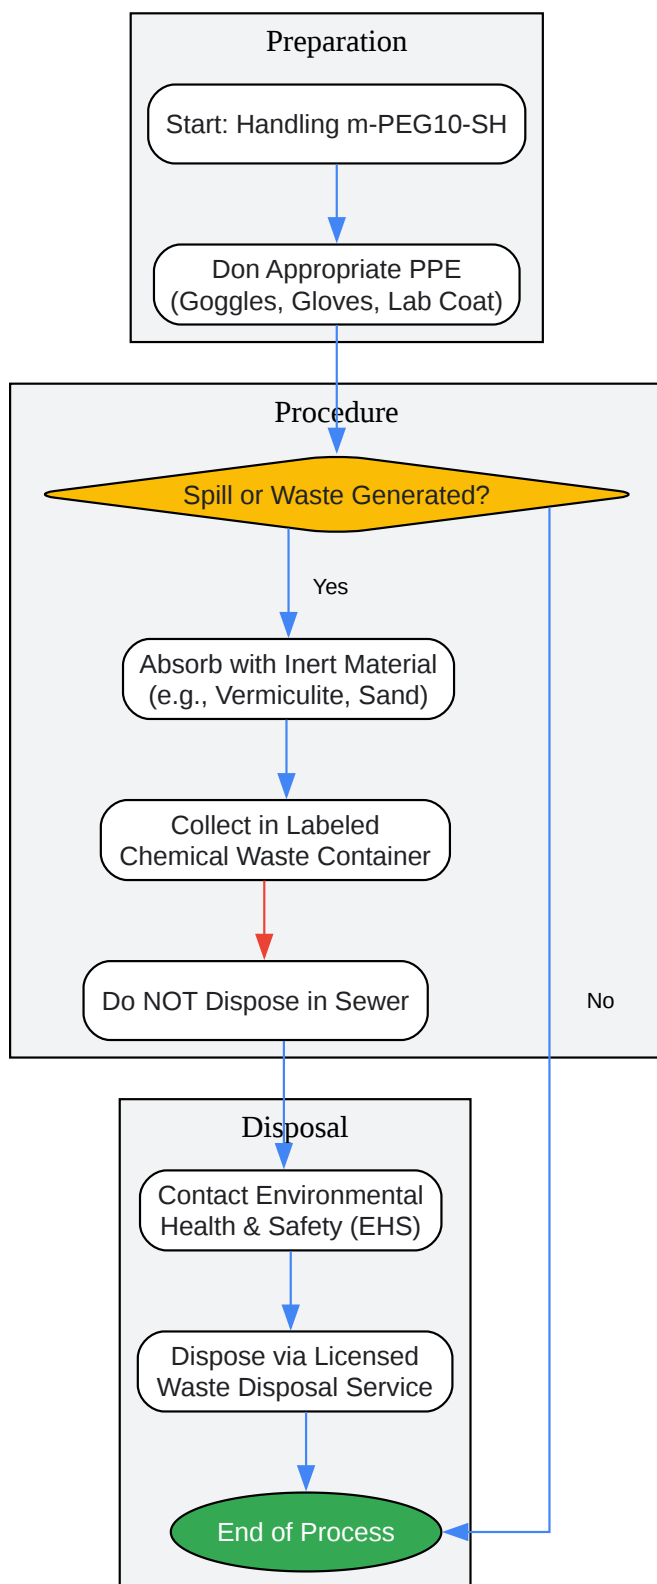 Preparation
Start: Handling m-PEG10-SH
Don Appropriate PPE
(Goggles, Gloves, Lab Coat)
Procedure
Spill or Waste Generated?
Yes
Absorb with Inert Material
(e.g., Vermiculite, Sand)
Collect in Labeled
Chemical Waste Container
Do NOT Dispose in Sewer
No
Disposal
Contact Environmental
Health & Safety (EHS)
Dispose via Licensed
Waste Disposal Service
End of Process